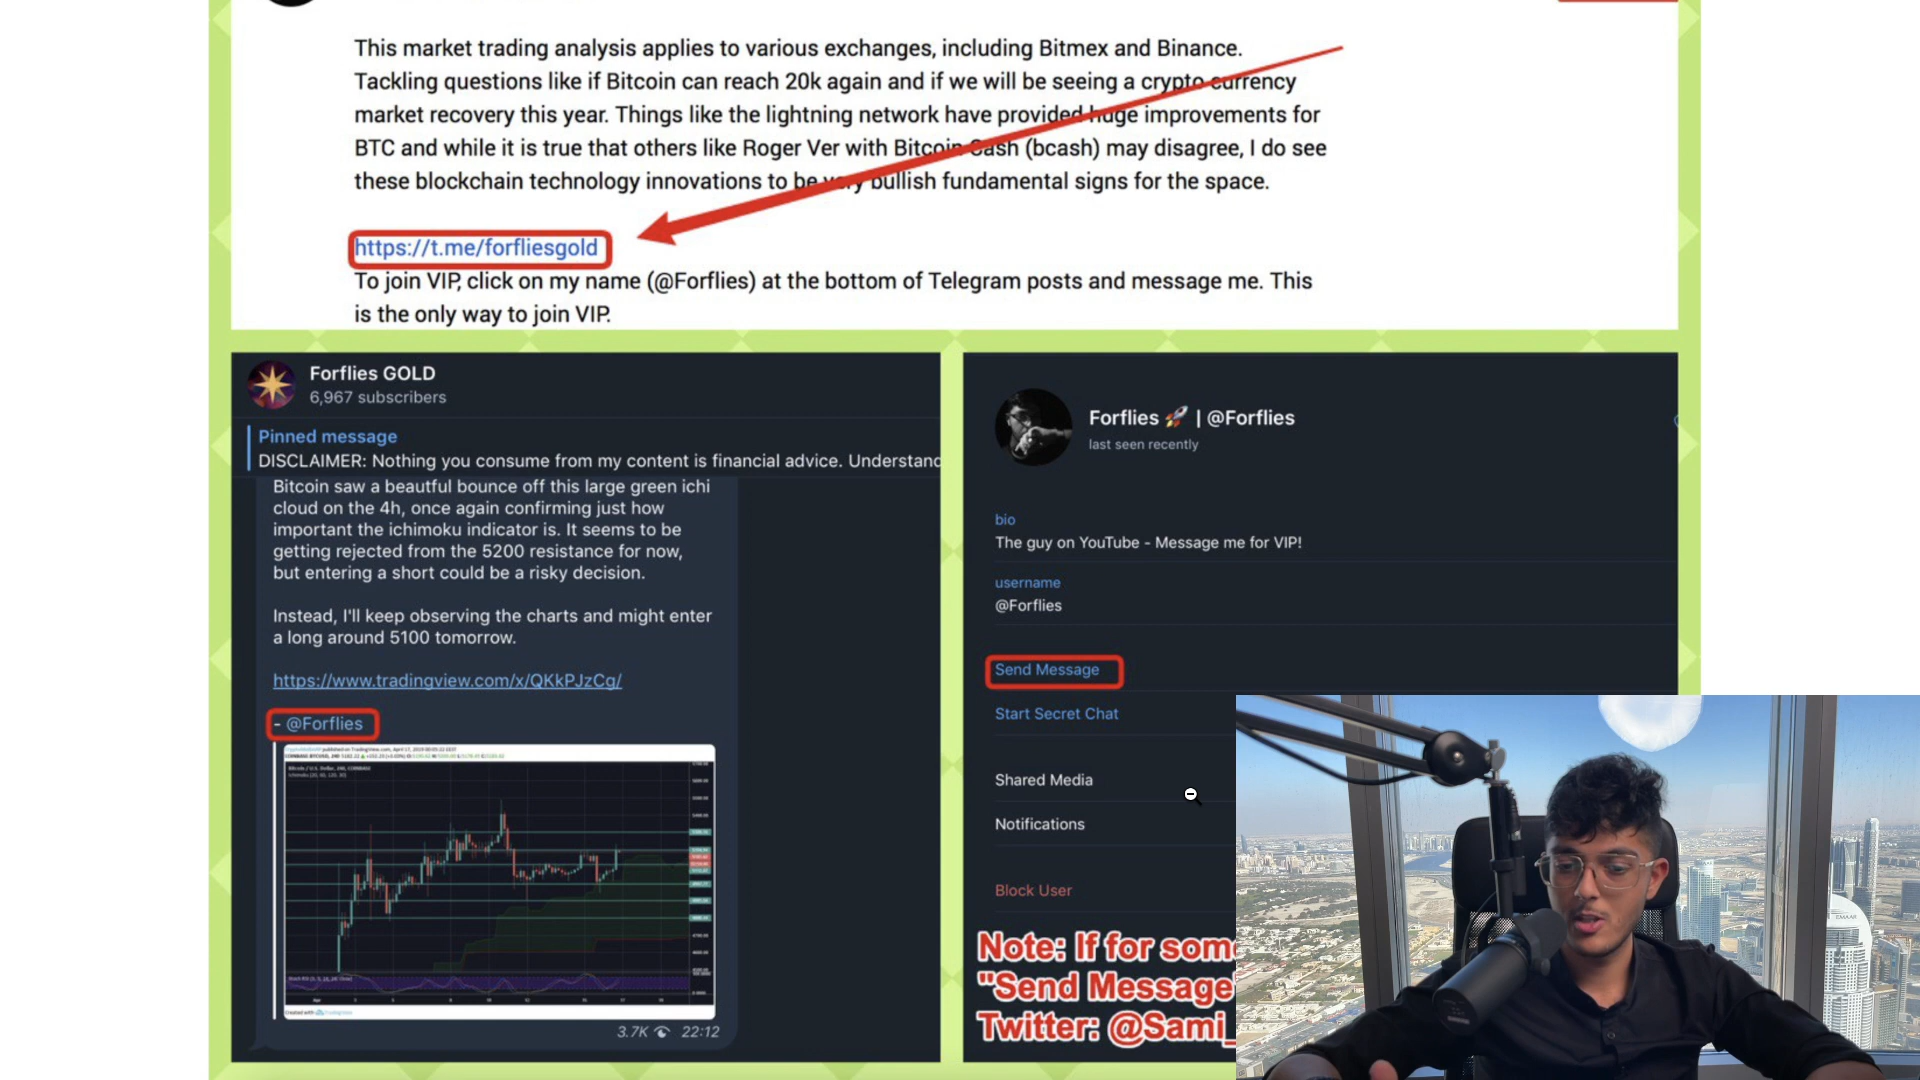 This market trading analysis applies to various exchanges, including Bitmex and Binance.
Tackling questions like if Bitcoin can reach 20k again and if we will be seeing a crypto currency
market recovery this year. Things like the lightning network have provided huge improvements for
BTC and while it is true that others like Roger Ver with Bitcoin Cash (bcash) may disagree, I do see
these blockchain technology innovations to be very bullish fundamental signs for the space.
https://t.me/forfliesgold
To join VIP, click on my name (@Forflies) at the bottom of Telegram posts and message me. This
is the only way to join VIP.
Forflies GOLD
6,967 subscribers
Pinned message
DISCLAIMER: Nothing you consume from my content is financial advice. Understand
Bitcoin saw a beautful bounce off this large green ichi
cloud on the 4h, once again confirming just how
important the ichimoku indicator is. It seems to be
getting rejected from the 5200 resistance for now,
but entering a short could be a risky decision.
Instead, I'll keep observing the charts and might enter
a long around 5100 tomorrow.
https://www.tradingview.com/x/QKkPJzCg/
- @Forflies
3.7K 22:12
Forflies 🚀 | @Forflies
last seen recently
bio
The guy on YouTube - Message me for VIP!
username
@Forflies
Send Message
Start Secret Chat
Shared Media
Notifications
Block User
Note: If for som
"Send Message
Twitter: @Sami_
EMAAR